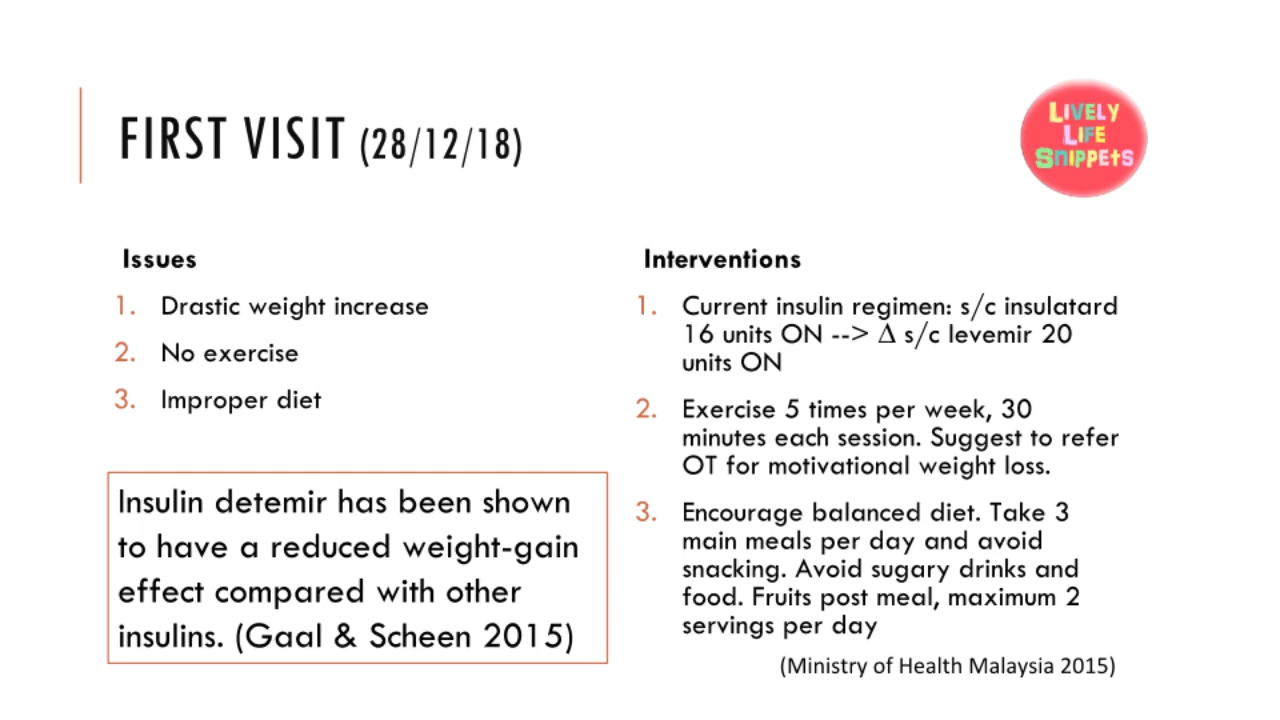 FIRST VISIT (28/12/18)
LIVELY
LIFE
SNIPPETS
Issues
1. Drastic weight increase
2. No exercise
3. Improper diet
Insulin detemir has been shown
to have a reduced weight-gain
effect compared with other
insulins. (Gaal & Scheen 2015)
Interventions
1. Current insulin regimen: s/c insulatard
16 units ON --> Δ s/c levemir 20
units ON
2. Exercise 5 times per week, 30
minutes each session. Suggest to refer
OT for motivational weight loss.
3. Encourage balanced diet. Take 3
main meals per day and avoid
snacking. Avoid sugary drinks and
food. Fruits post meal, maximum 2
servings per day
(Ministry of Health Malaysia 2015)